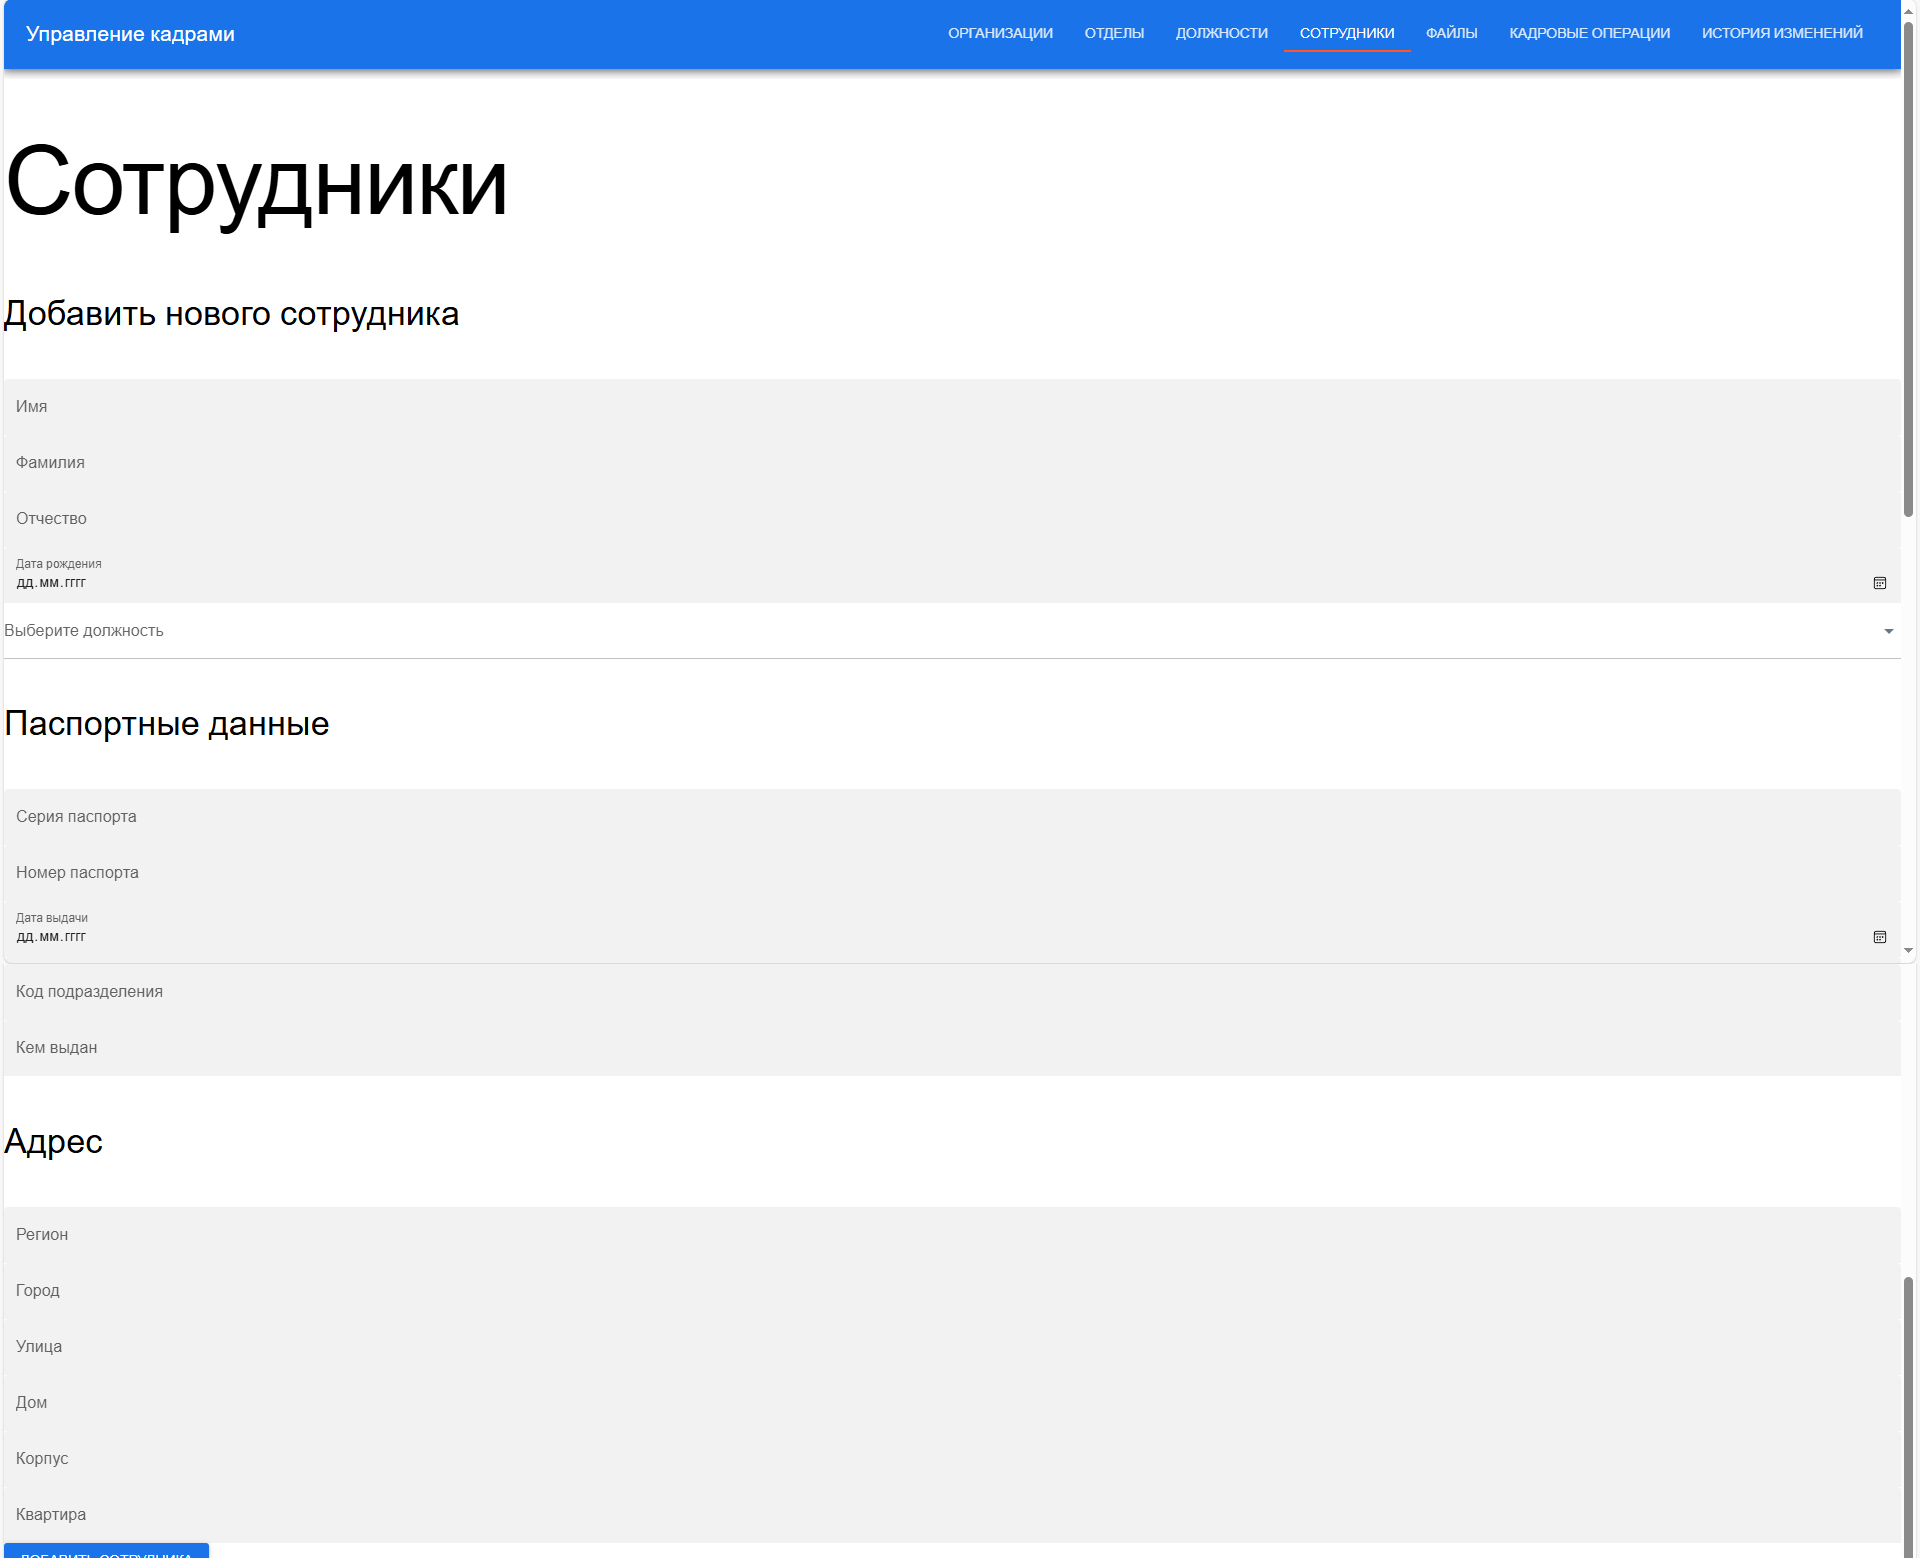 Управление кадрами
ОРГАНИЗАЦИИ ОТДЕЛЫ ДОЛЖНОСТИ СОТРУДНИКИ ФАЙЛЫ КАДРОВЫЕ ОПЕРАЦИИ ИСТОРИЯ ИЗМЕНЕНИЙ
Сотрудники
Добавить нового сотрудника
Имя
Фамилия
Отчество
Дата рождения
дд.мм.гггг
Выберите должность
Паспортные данные
Серия паспорта
Номер паспорта
Дата выдачи
дд.мм.гггг
Код подразделения
Кем выдан
Адрес
Регион
Город
Улица
Дом
Корпус
Квартира
ДОБАВИТЬ СОТРУДНИКА